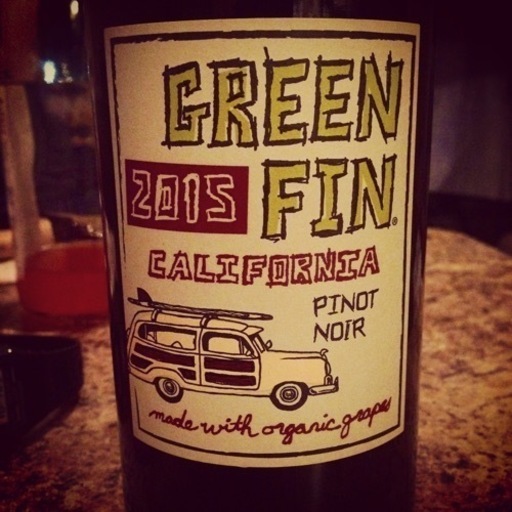 GREEN
2015 FIN®
CALIFORNIA
PINOT
NOIR
made with organic grapes